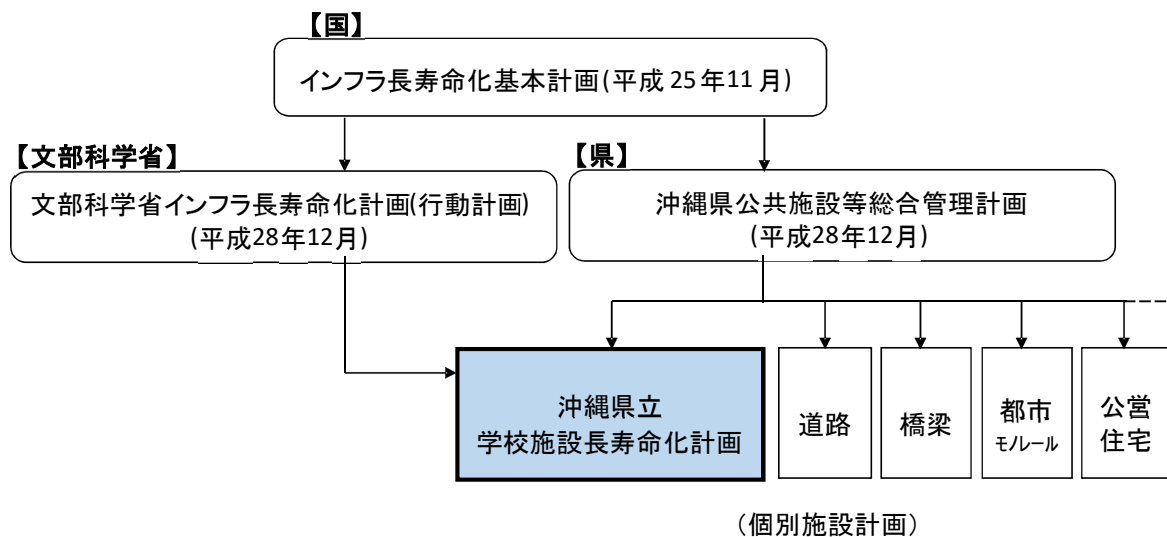 【国】
インフラ長寿命化基本計画(平成25年11月)
【文部科学省】
【県】
文部科学省インフラ長寿命化計画(行動計画)
(平成28年12月)
沖縄県公共施設等総合管理計画
(平成28年12月)
沖縄県立
学校施設長寿命化計画
道路
橋梁
都市
モノレール
公営
住宅
(個別施設計画)